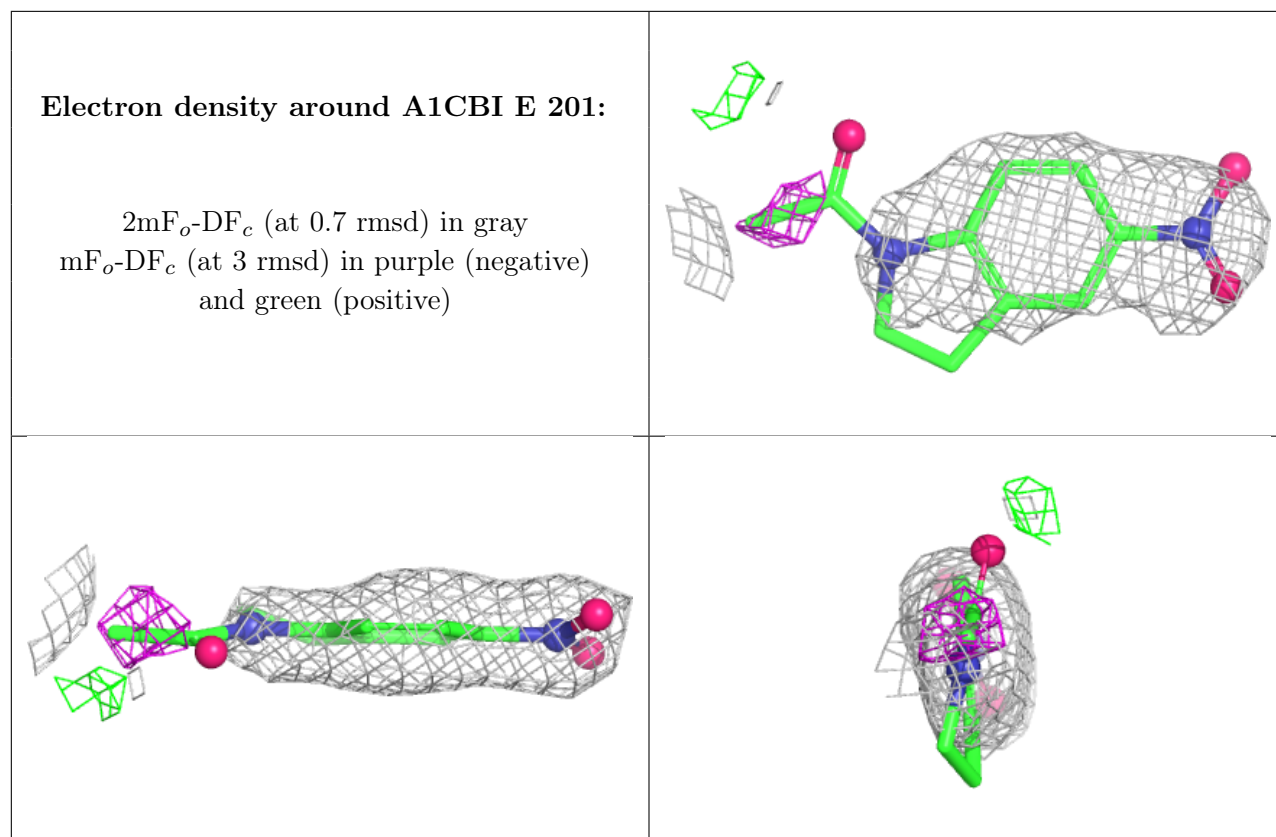 Electron density around A1CBI E 201:
2mFo-DFc (at 0.7 rmsd) in gray
mFo-DFc (at 3 rmsd) in purple (negative)
and green (positive)